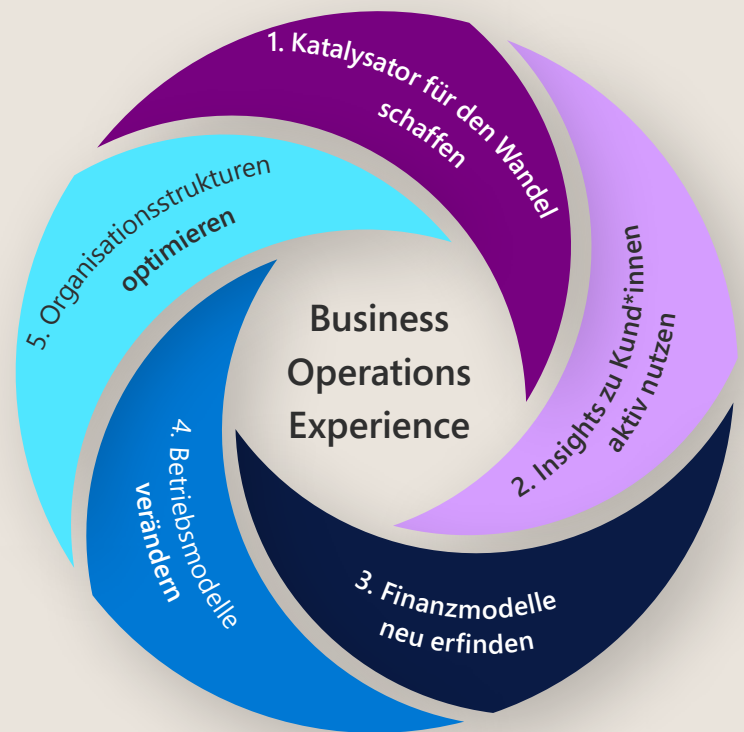 1. Katalysator für den Wandel
schaffen
2. Insights zu Kund*innen
aktiv nutzen
3. Finanzmodelle
neu erfinden
4. Betriebsmodelle
verändern
5. Organisationsstrukturen
optimieren
Business
Operations
Experience